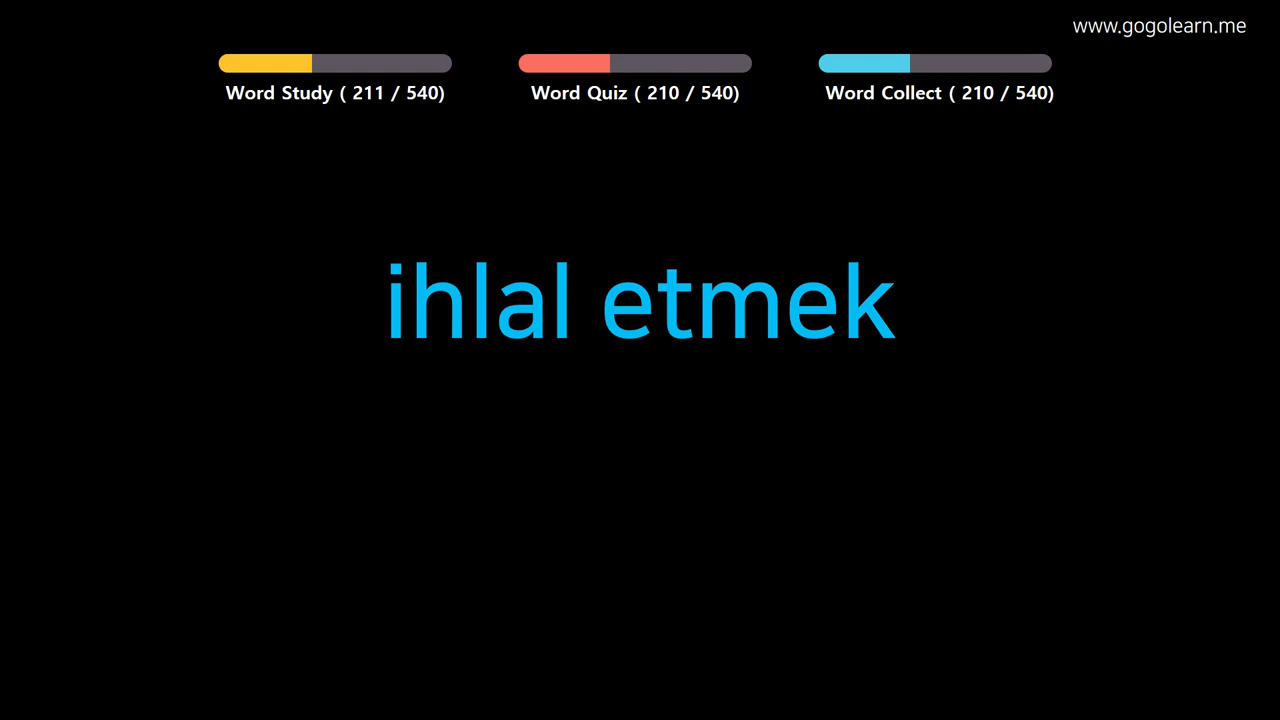 www.gogolearn.me
Word Study ( 211 / 540)
Word Quiz ( 210 / 540)
Word Collect ( 210 / 540)
ihlal etmek